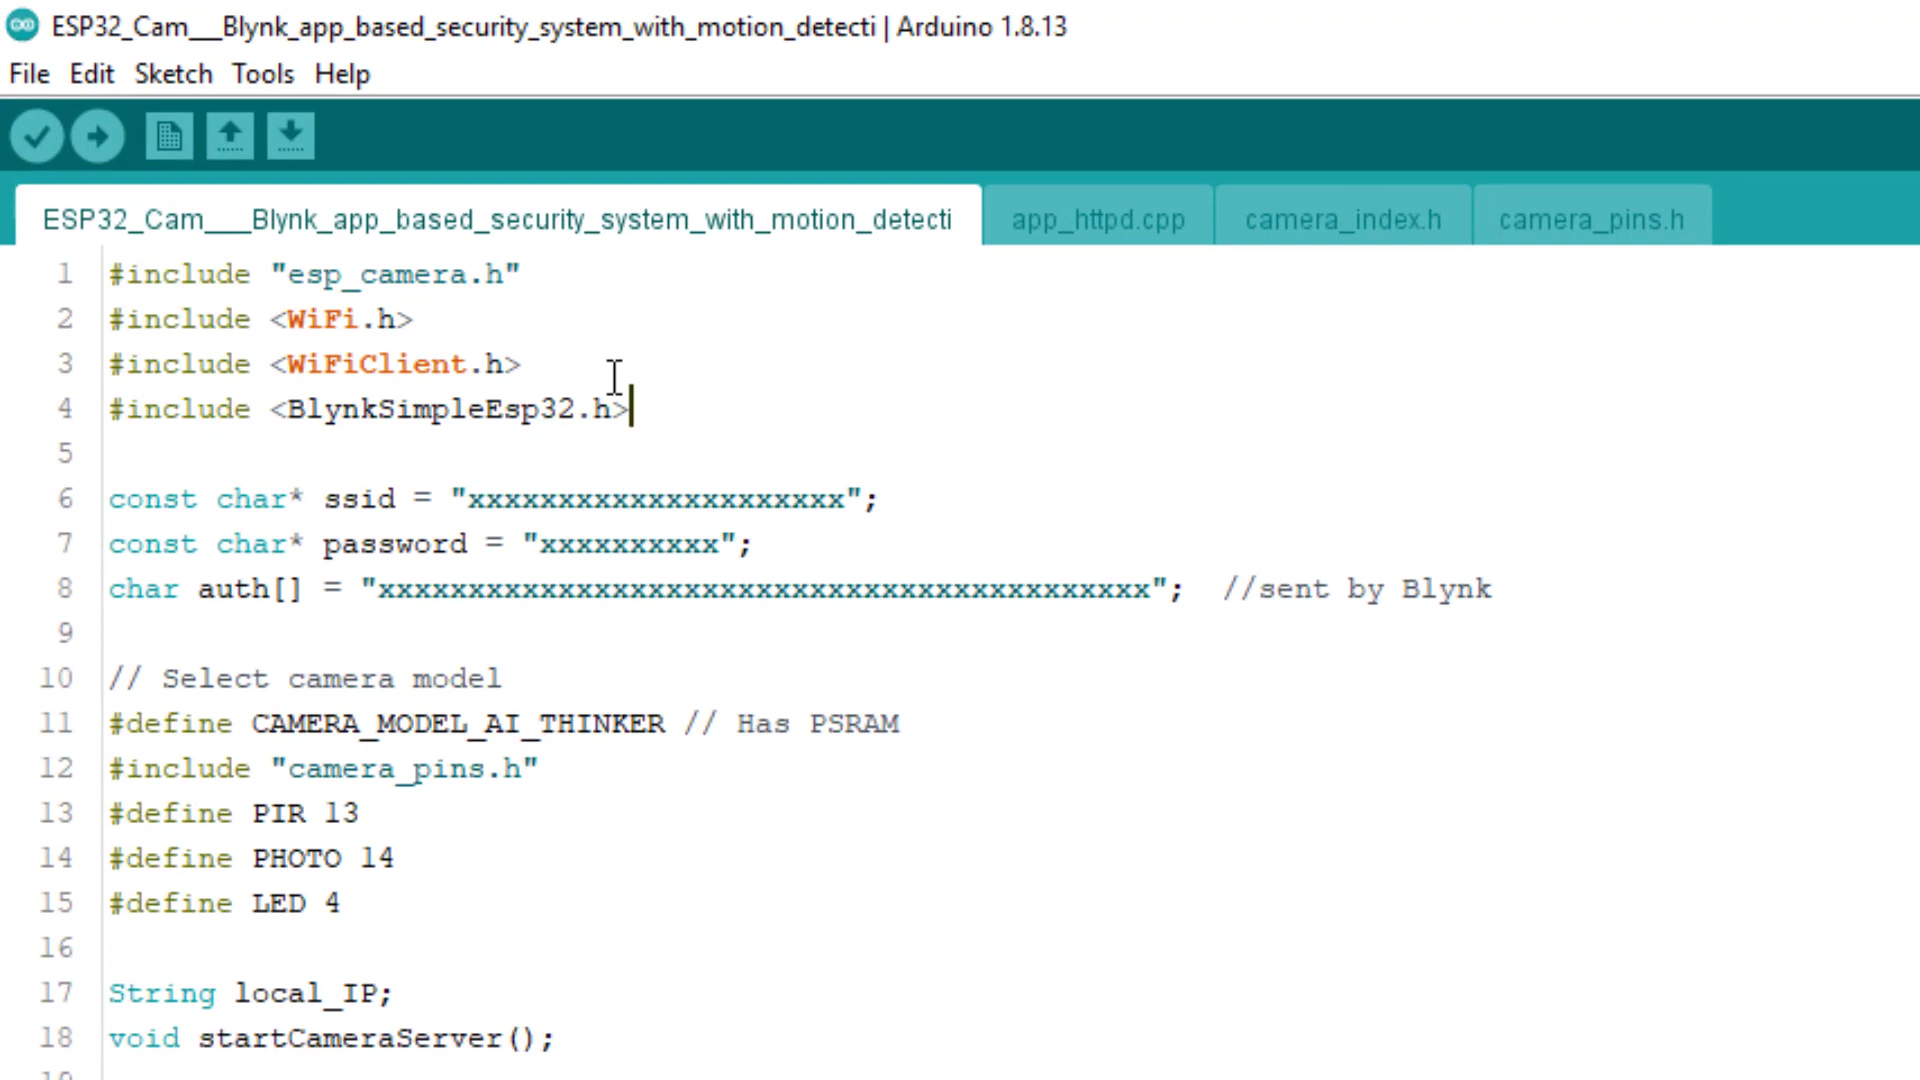 ESP32_Cam___Blynk_app_based_security_system_with_motion_detecti | Arduino 1.8.13
File Edit Sketch Tools Help
ESP32_Cam___Blynk_app_based_security_system_with_motion_detecti app_httpd.cpp camera_index.h camera_pins.h
1 #include "esp_camera.h"
2 #include <WiFi.h>
3 #include <WiFiClient.h>
4 #include <BlynkSimpleEsp32.h>
5
6 const char* ssid = "xxxxxxxxxxxxxxxxxxxxx";
7 const char* password = "xxxxxxxxxx";
8 char auth[] = "xxxxxxxxxxxxxxxxxxxxxxxxxxxxxxxxxxxxxxxxxxx"; //sent by Blynk
9
10 // Select camera model
11 #define CAMERA_MODEL_AI_THINKER // Has PSRAM
12 #include "camera_pins.h"
13 #define PIR 13
14 #define PHOTO 14
15 #define LED 4
16
17 String local_IP;
18 void startCameraServer();